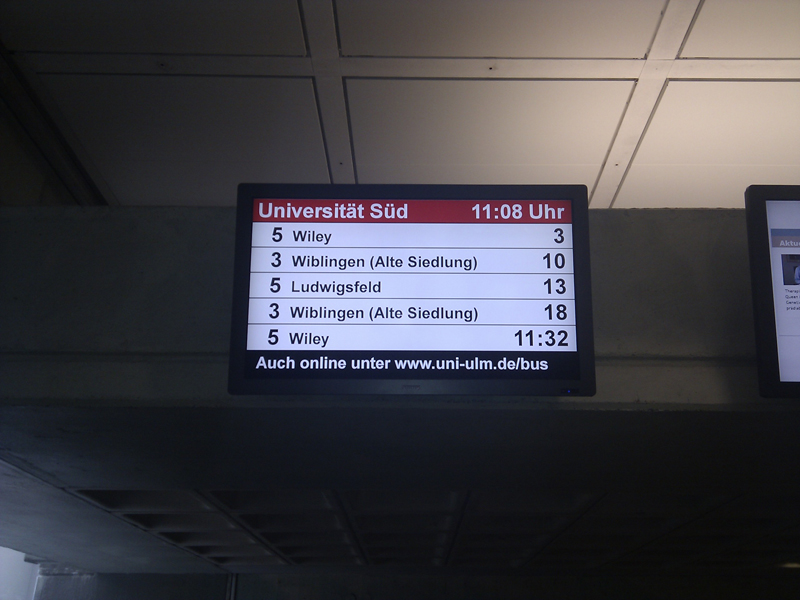 Universität Süd 11:08 Uhr
5 Wiley 3
3 Wiblingen (Alte Siedlung) 10
5 Ludwigsfeld 13
3 Wiblingen (Alte Siedlung) 18
5 Wiley 11:32
Auch online unter www.uni-ulm.de/bus